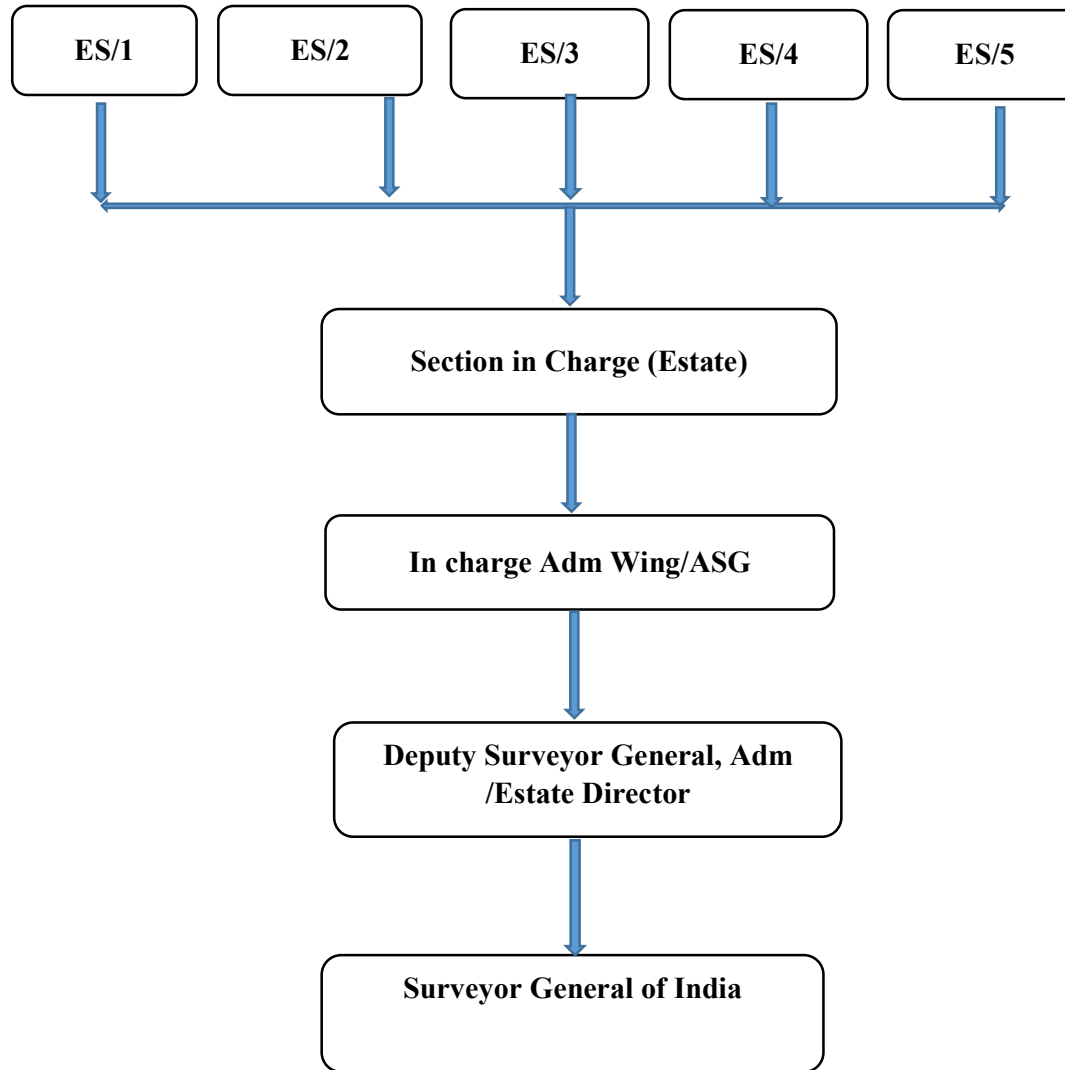 ES/1
ES/2
ES/3
ES/4
ES/5
Section in Charge (Estate)
In charge Adm Wing/ASG
Deputy Surveyor General, Adm
/Estate Director
Surveyor General of India